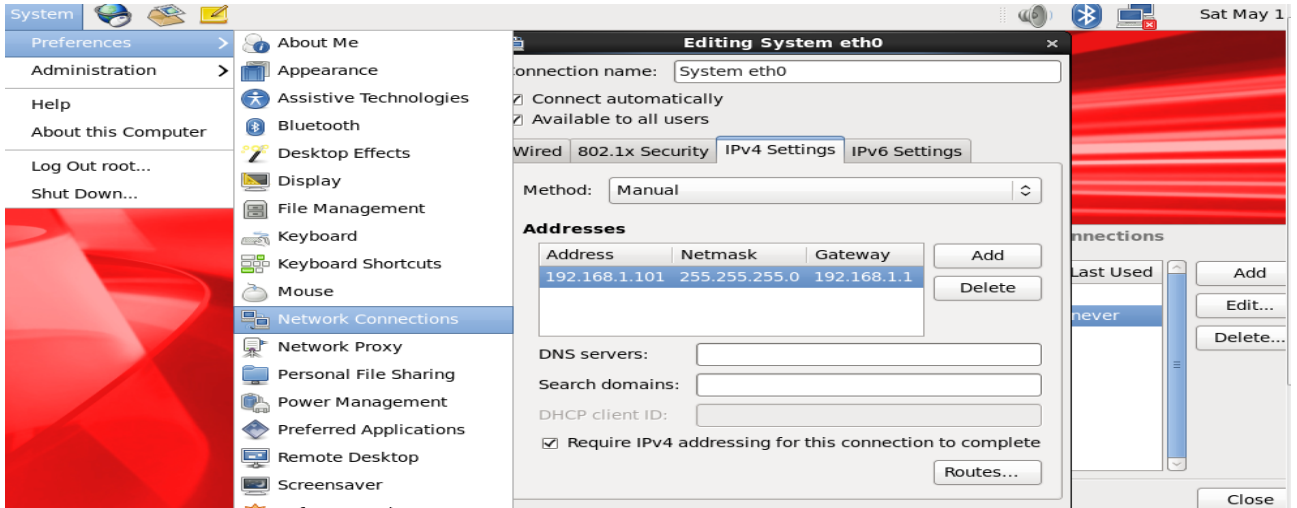 System
Sat May 1
Preferences >
Administration >
Help
About this Computer
Log Out root...
Shut Down...
About Me
Appearance
Assistive Technologies
Bluetooth
Desktop Effects
Display
File Management
Keyboard
Keyboard Shortcuts
Mouse
Network Connections
Network Proxy
Personal File Sharing
Power Management
Preferred Applications
Remote Desktop
Screensaver
Editing System eth0
onnection name: System eth0
Connect automatically
Available to all users
Wired 802.1x Security IPv4 Settings IPv6 Settings
Method: Manual
Addresses
Address Netmask Gateway
192.168.1.101 255.255.255.0 192.168.1.1
Add
Delete
DNS servers:
Search domains:
DHCP client ID:
Require IPv4 addressing for this connection to complete
Routes...
nnections
Last Used
never
Add
Edit...
Delete...
Close